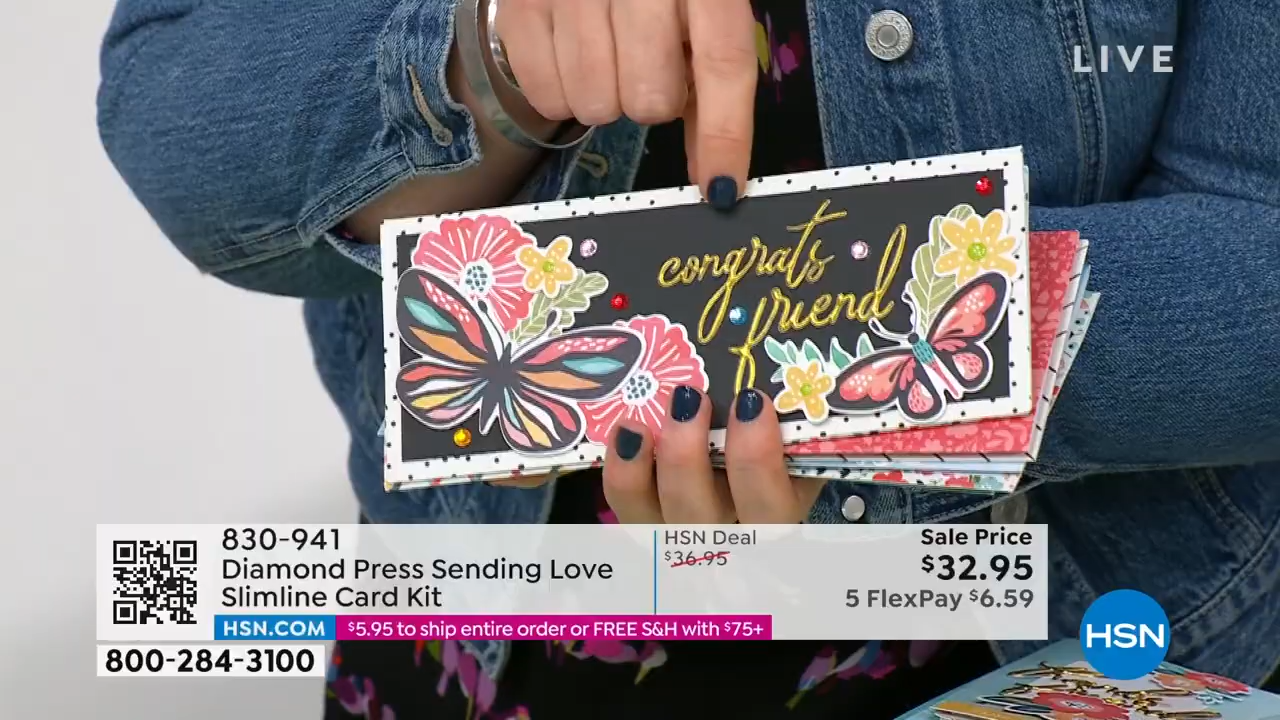 LIVE
congrats
friend
830-941
Diamond Press Sending Love
Slimline Card Kit
HSN Deal
$36.95
Sale Price
$32.95
5 FlexPay $6.59
HSN.COM
$5.95 to ship entire order or FREE S&H with $75+
800-284-3100
HSN